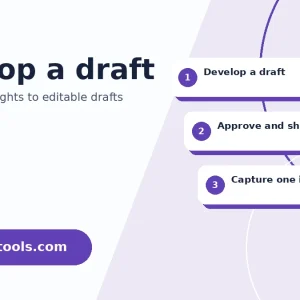 op a draft
ghts to editable drafts
tools.com
1 Develop a draft
2 Approve and sh
3 Capture one i